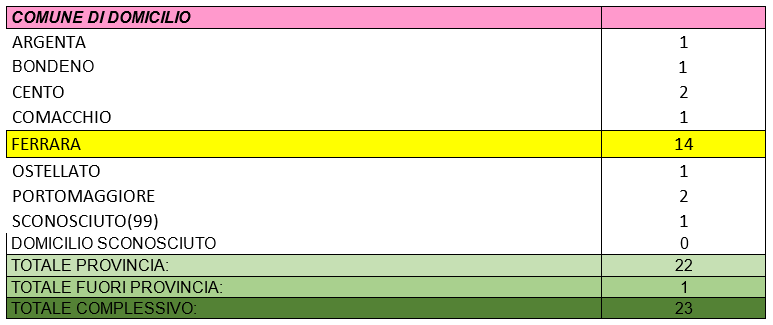 COMUNE DI DOMICILIO
ARGENTA 1
BONDENO 1
CENTO 2
COMACCHIO 1
FERRARA 14
OSTELLATO 1
PORTOMAGGIORE 2
SCONOSCIUTO(99) 1
DOMICILIO SCONOSCIUTO 0
TOTALE PROVINCIA: 22
TOTALE FUORI PROVINCIA: 1
TOTALE COMPLESSIVO: 23